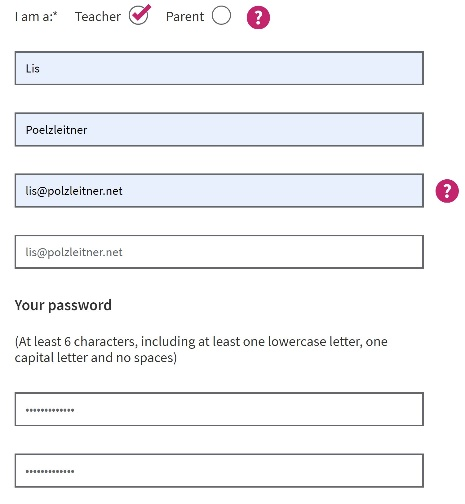 I am a:* Teacher Parent ?
Lis
Poelzleitner
lis@polzleitner.net ?
lis@polzleitner.net
Your password
(At least 6 characters, including at least one lowercase letter, one
capital letter and no spaces)
•••••••••••••
•••••••••••••